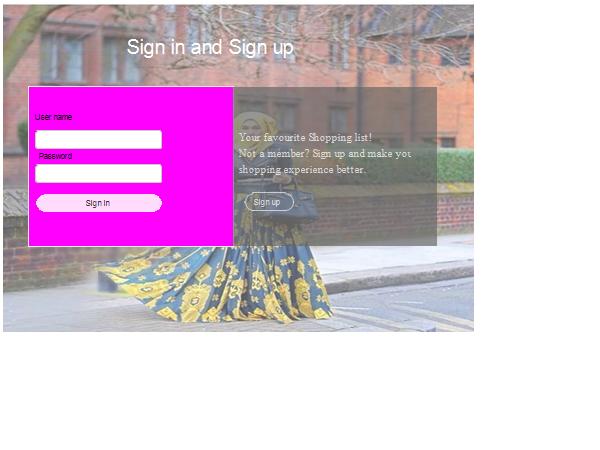 Sign in and Sign up
User name
Password
Sign in
Your favourite Shopping list!
Not a member? Sign up and make you
shopping experience better.
Sign up